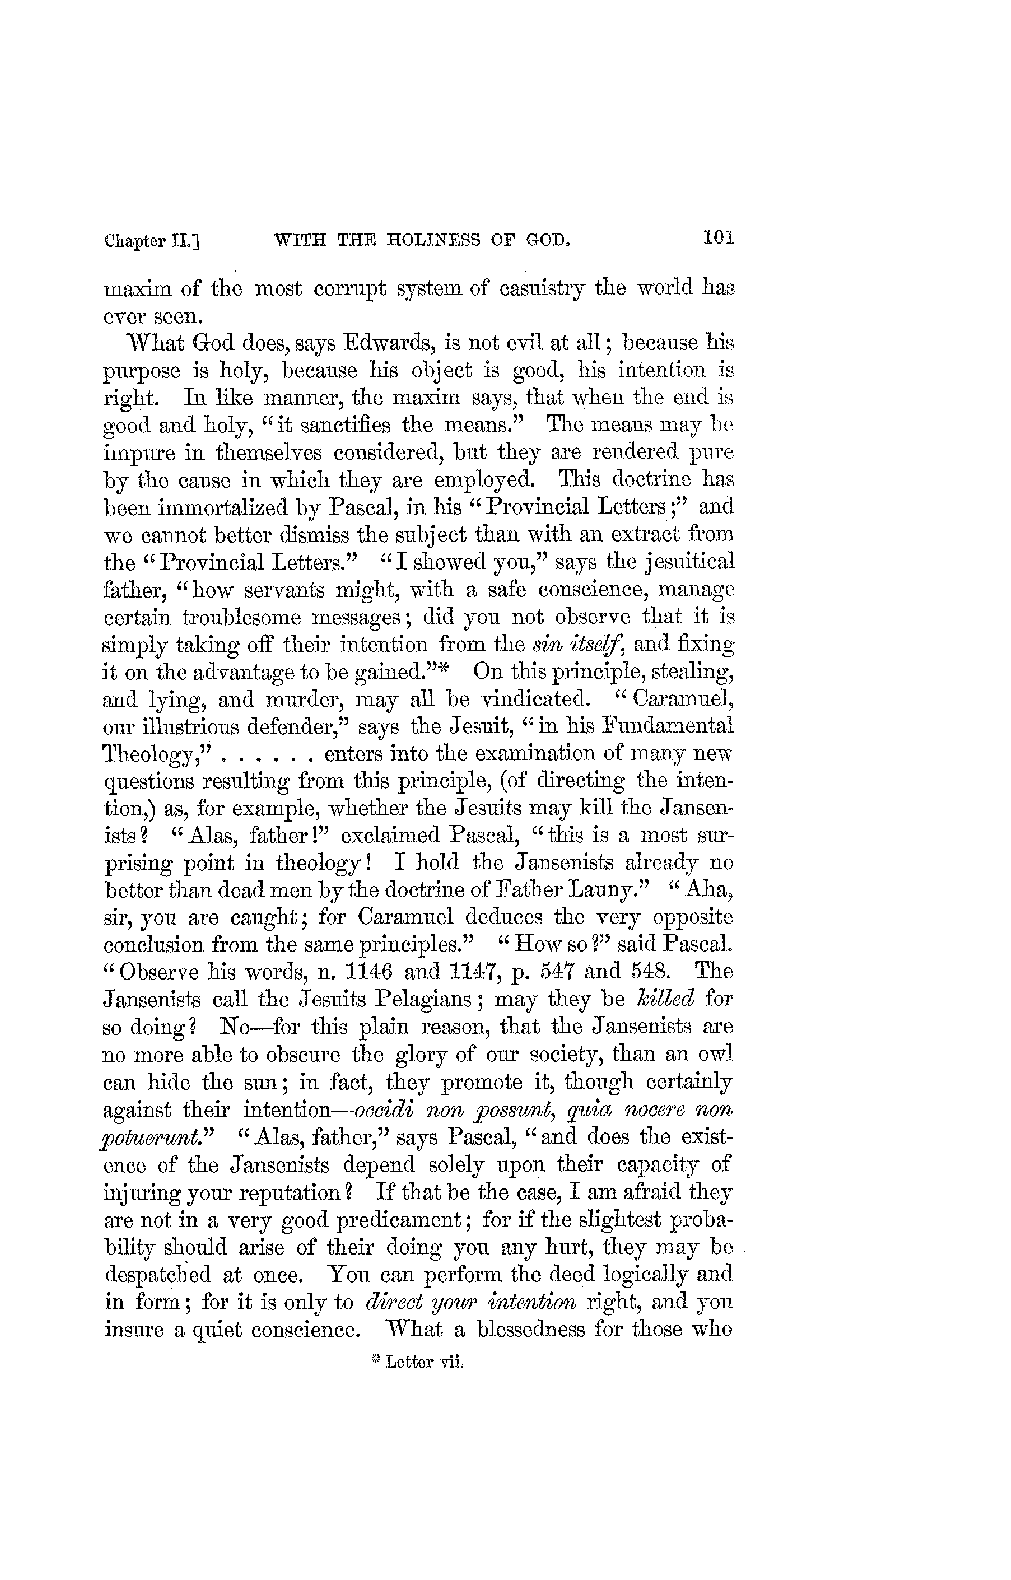 Chapter II.] WITH THE HOLINESS OF GOD. 101
maxim of the most corrupt system of casuistry the world has
ever seen.
What God does, says Edwards, is not evil at all; because his
purpose is holy, because his object is good, his intention is
right. In like manner, the maxim says, that when the end is
good and holy, “it sanctifies the means.” The means may be
impure in themselves considered, but they are rendered pure
by the cause in which they are employed. This doctrine has
been immortalized by Pascal, in his “Provincial Letters;” and
we cannot better dismiss the subject than with an extract from
the “Provincial Letters.” “I showed you,” says the jesuitical
father, “how servants might, with a safe conscience, manage
certain troublesome messages; did you not observe that it is
simply taking off their intention from the sin itself, and fixing
it on the advantage to be gained.”* On this principle, stealing,
and lying, and murder, may all be vindicated. “Caramuel,
our illustrious defender,” says the Jesuit, “in his Fundamental
Theology,” . . . . . . enters into the examination of many new
questions resulting from this principle, (of directing the inten-
tion,) as, for example, whether the Jesuits may kill the Jansen-
ists? “Alas, father!” exclaimed Pascal, “this is a most sur-
prising point in theology! I hold the Jansenists already no
better than dead men by the doctrine of Father Launy.” “Aha,
sir, you are caught; for Caramuel deduces the very opposite
conclusion from the same principles.” “How so?” said Pascal.
“Observe his words, n. 1146 and 1147, p. 547 and 548. The
Jansenists call the Jesuits Pelagians; may they be killed for
so doing? No—for this plain reason, that the Jansenists are
no more able to obscure the glory of our society, than an owl
can hide the sun; in fact, they promote it, though certainly
against their intention—occidi non possunt, quia nocere non
potuerunt.” “Alas, father,” says Pascal, “and does the exist-
ence of the Jansenists depend solely upon their capacity of
injuring your reputation? If that be the case, I am afraid they
are not in a very good predicament; for if the slightest proba-
bility should arise of their doing you any hurt, they may be
despatched at once. You can perform the deed logically and
in form; for it is only to direct your intention right, and you
insure a quiet conscience. What a blessedness for those who
* Letter vii.